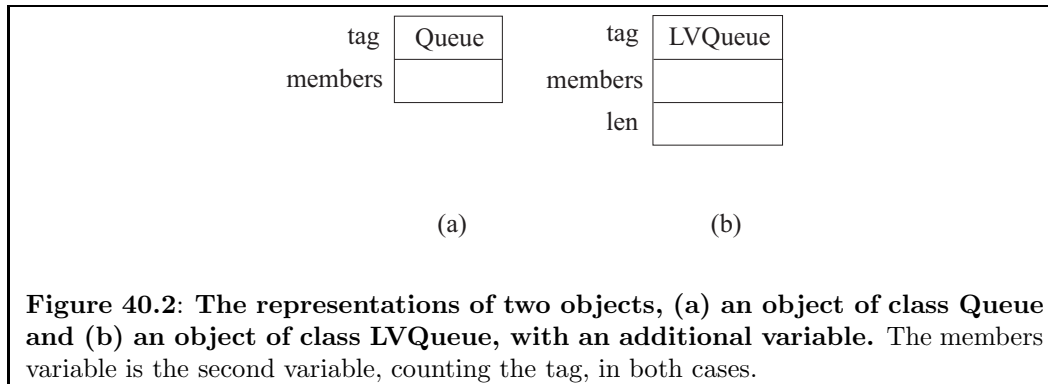 tag Queue tag LVQueue
members members
len
(a) (b)
Figure 40.2: The representations of two objects, (a) an object of class Queue
and (b) an object of class LVQueue, with an additional variable. The members
variable is the second variable, counting the tag, in both cases.